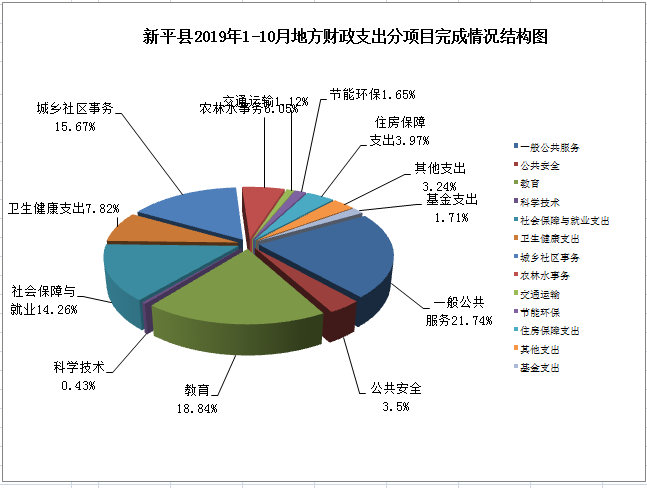 新平县2019年1-10月地方财政支出分项目完成情况结构图
交通运输1.12%
农林水事务6.05%
节能环保1.65%
住房保障
支出3.97%
其他支出
3.24%
基金支出
1.71%
城乡社区事务
15.67%
卫生健康支出7.82%
社会保障与
就业14.26%
科学技术
0.43%
教育
18.84%
公共安全
3.5%
一般公共
服务21.74%
一般公共服务
公共安全
教育
科学技术
社会保障与就业支出
卫生健康支出
城乡社区事务
农林水事务
交通运输
节能环保
住房保障支出
其他支出
基金支出